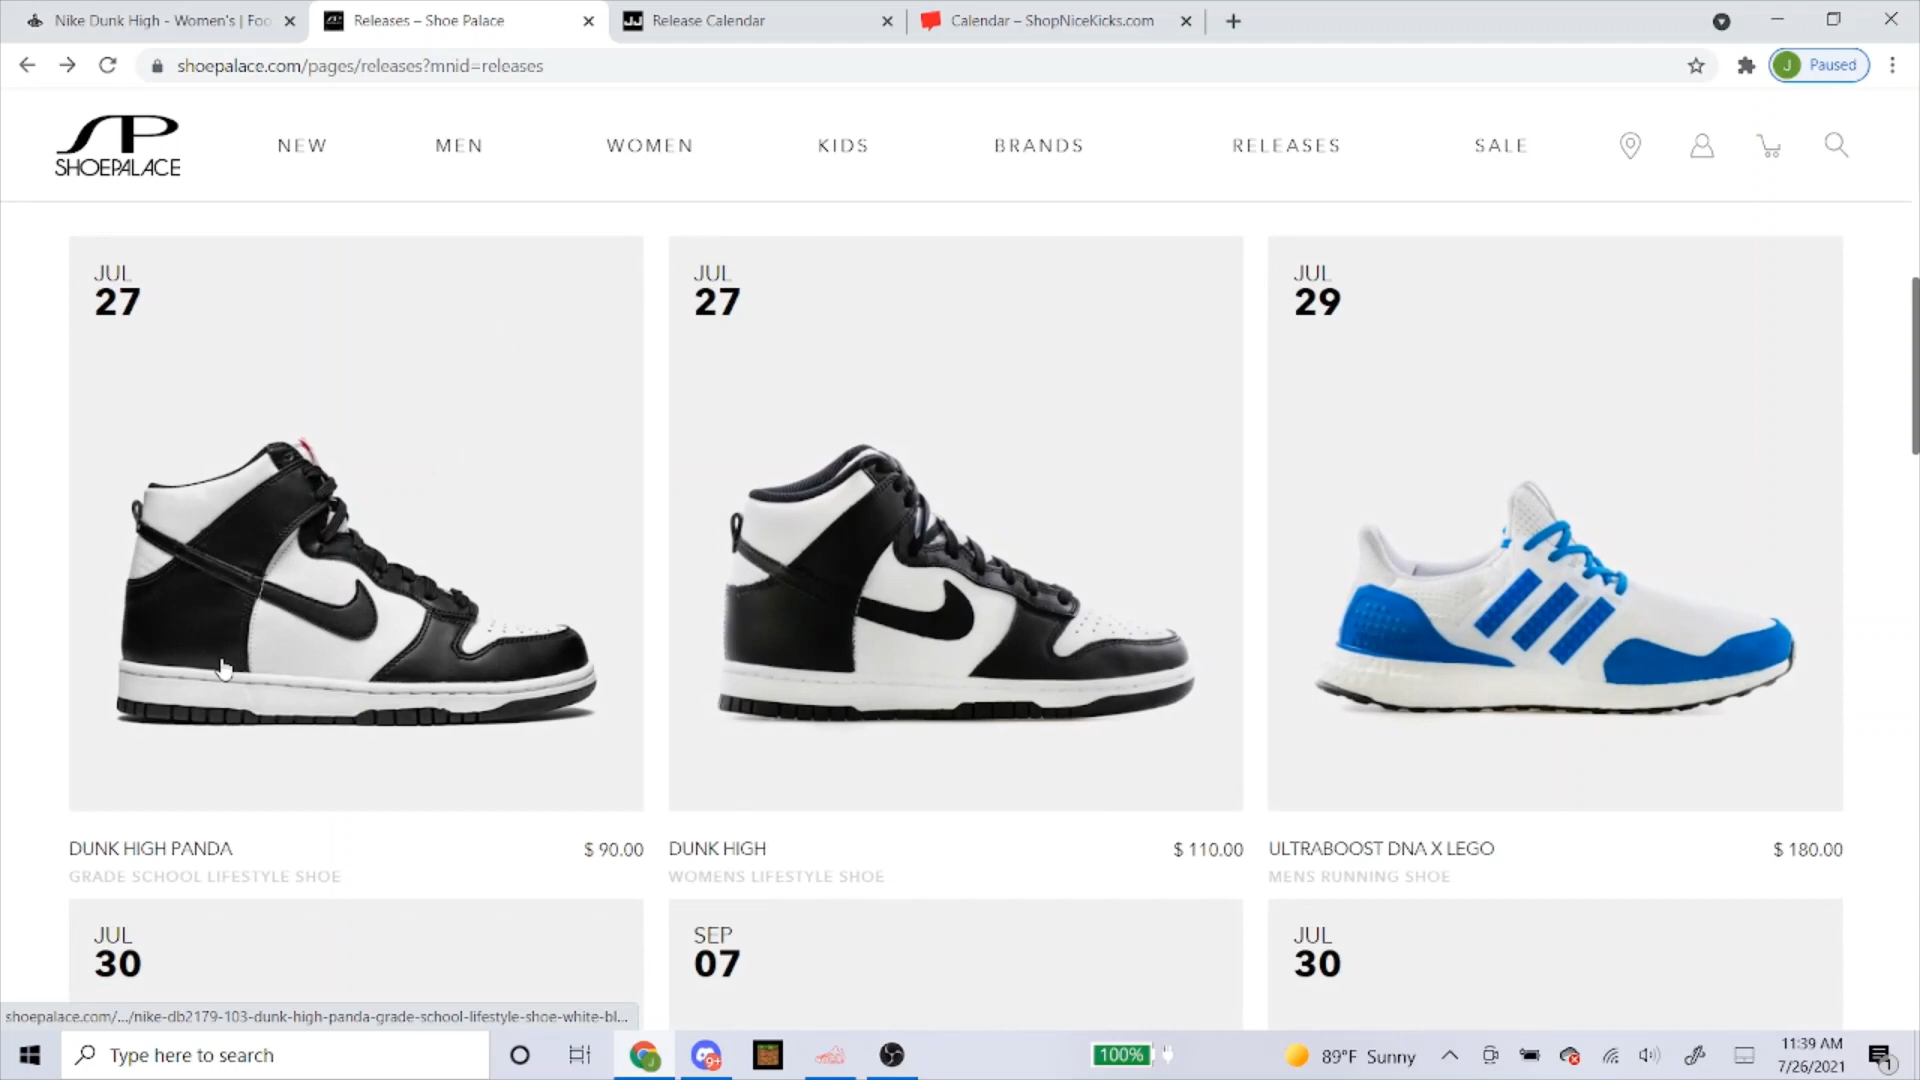 Nike Dunk High - Women's | Foo
Releases – Shoe Palace
Release Calendar
Calendar – ShopNiceKicks.com
shoepalace.com/pages/releases?mnid=releases
J Paused
SP
SHOEPALACE
NEW
MEN
WOMEN
KIDS
BRANDS
RELEASES
SALE
JUL
27
JUL
27
JUL
29
DUNK HIGH PANDA
$ 90.00
GRADE SCHOOL LIFESTYLE SHOE
DUNK HIGH
$ 110.00
WOMENS LIFESTYLE SHOE
ULTRABOOST DNA X LEGO
$ 180.00
MENS RUNNING SHOE
JUL
30
SEP
07
JUL
30
shoepalace.com/.../nike-db2179-103-dunk-high-panda-grade-school-lifestyle-shoe-white-bl...
Type here to search
9+
100%
89°F Sunny
11:39 AM
7/26/2021
1